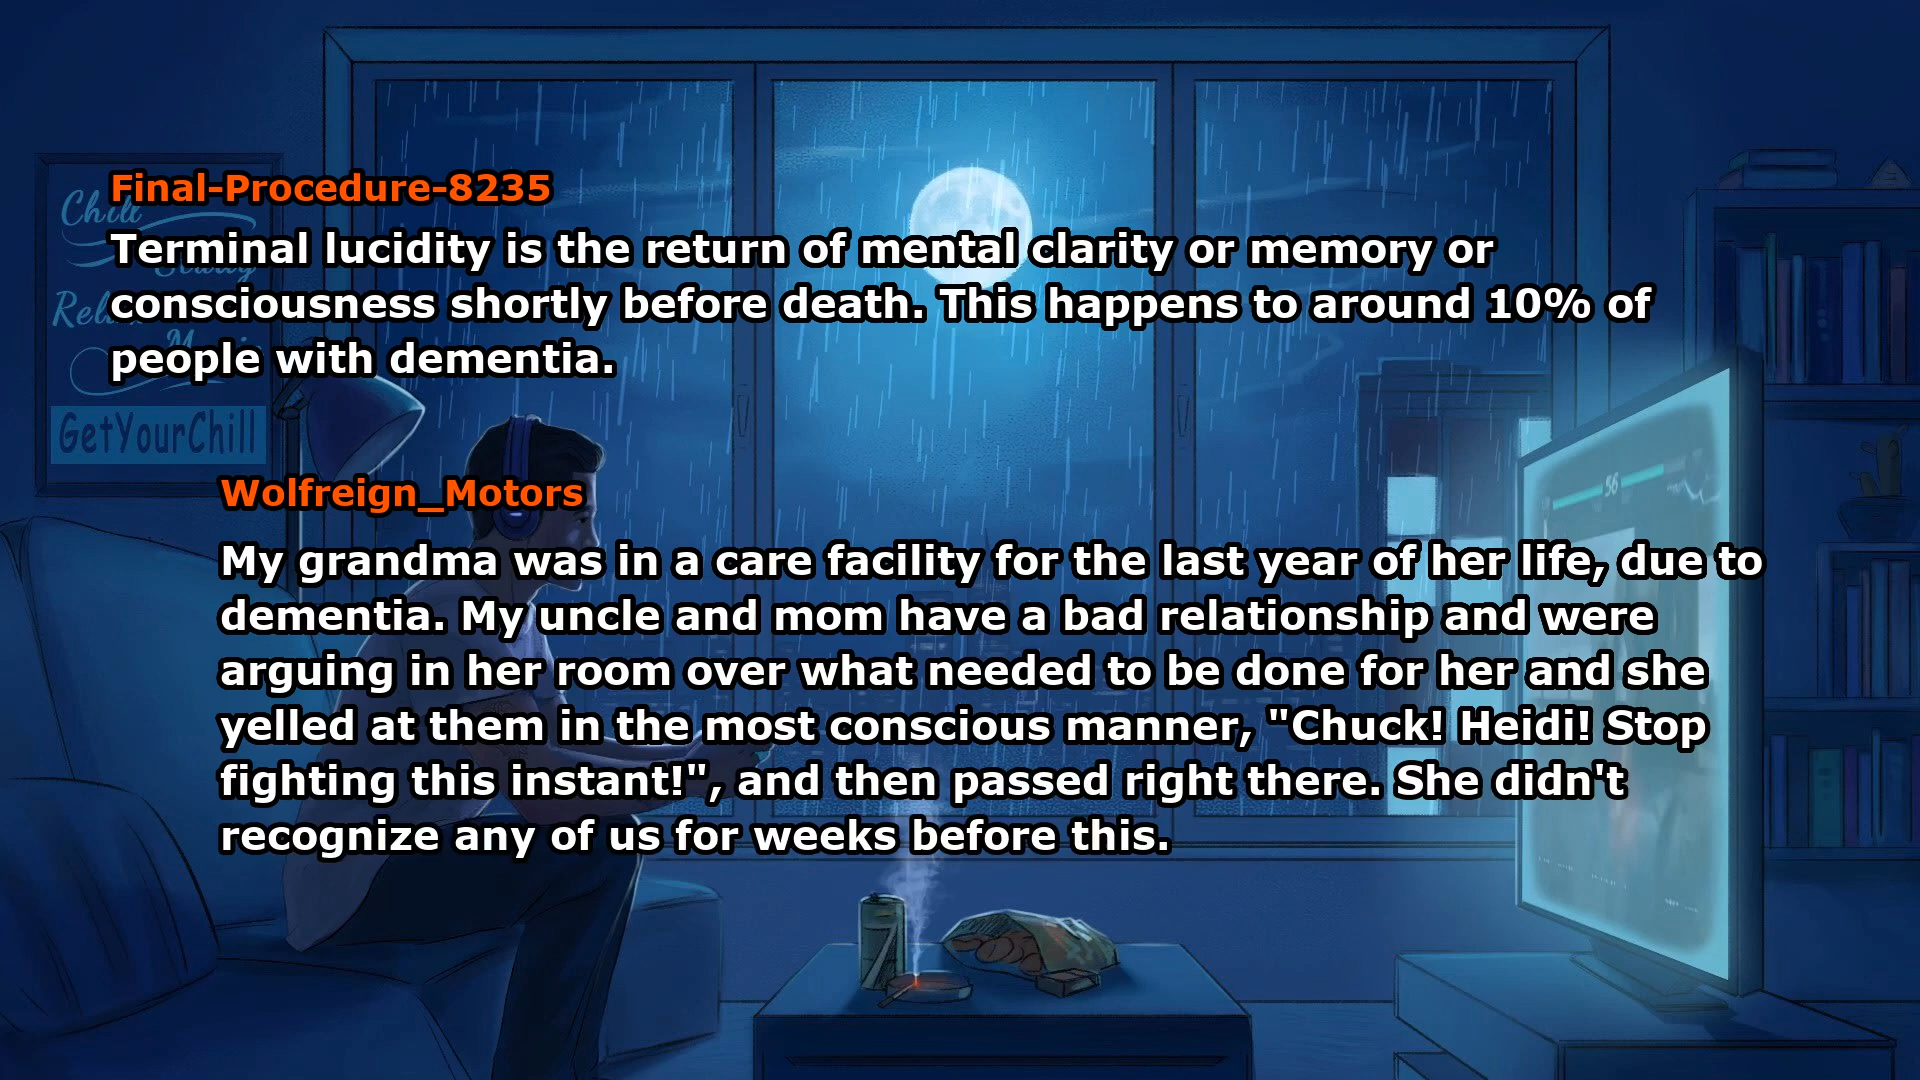 Final-Procedure-8235
Terminal lucidity is the return of mental clarity or memory or
consciousness shortly before death. This happens to around 10% of
people with dementia.
Chill
GetYourChill
Wolfreign_Motors
My grandma was in a care facility for the last year of her life, due to
dementia. My uncle and mom have a bad relationship and were
arguing in her room over what needed to be done for her and she
yelled at them in the most conscious manner, "Chuck! Heidi! Stop
fighting this instant!", and then passed right there. She didn't
recognize any of us for weeks before this.
56